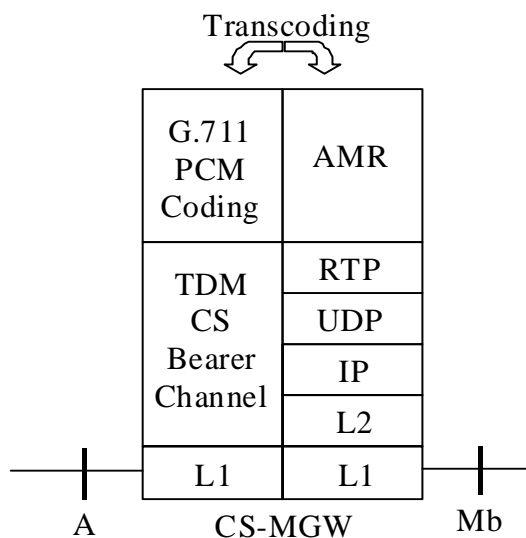 Transcoding
G.711
PCM
Coding
AMR
TDM
CS
Bearer
Channel
RTP
UDP
IP
L2
L1
L1
A
CS-MGW
Mb